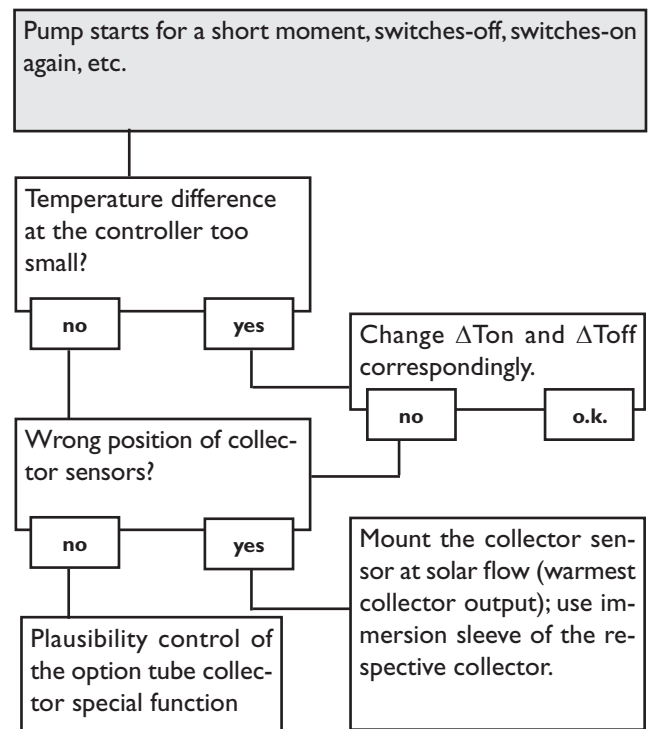 Pump starts for a short moment, switches-off, switches-on
again, etc.
Temperature difference
at the controller too
small?
no
yes
Change ΔTon and ΔToff
correspondingly.
no
o.k.
Wrong position of collec-
tor sensors?
no
yes
Mount the collector sen-
sor at solar flow (warmest
collector output); use im-
mersion sleeve of the re-
spective collector.
Plausibility control of
the option tube collec-
tor special function